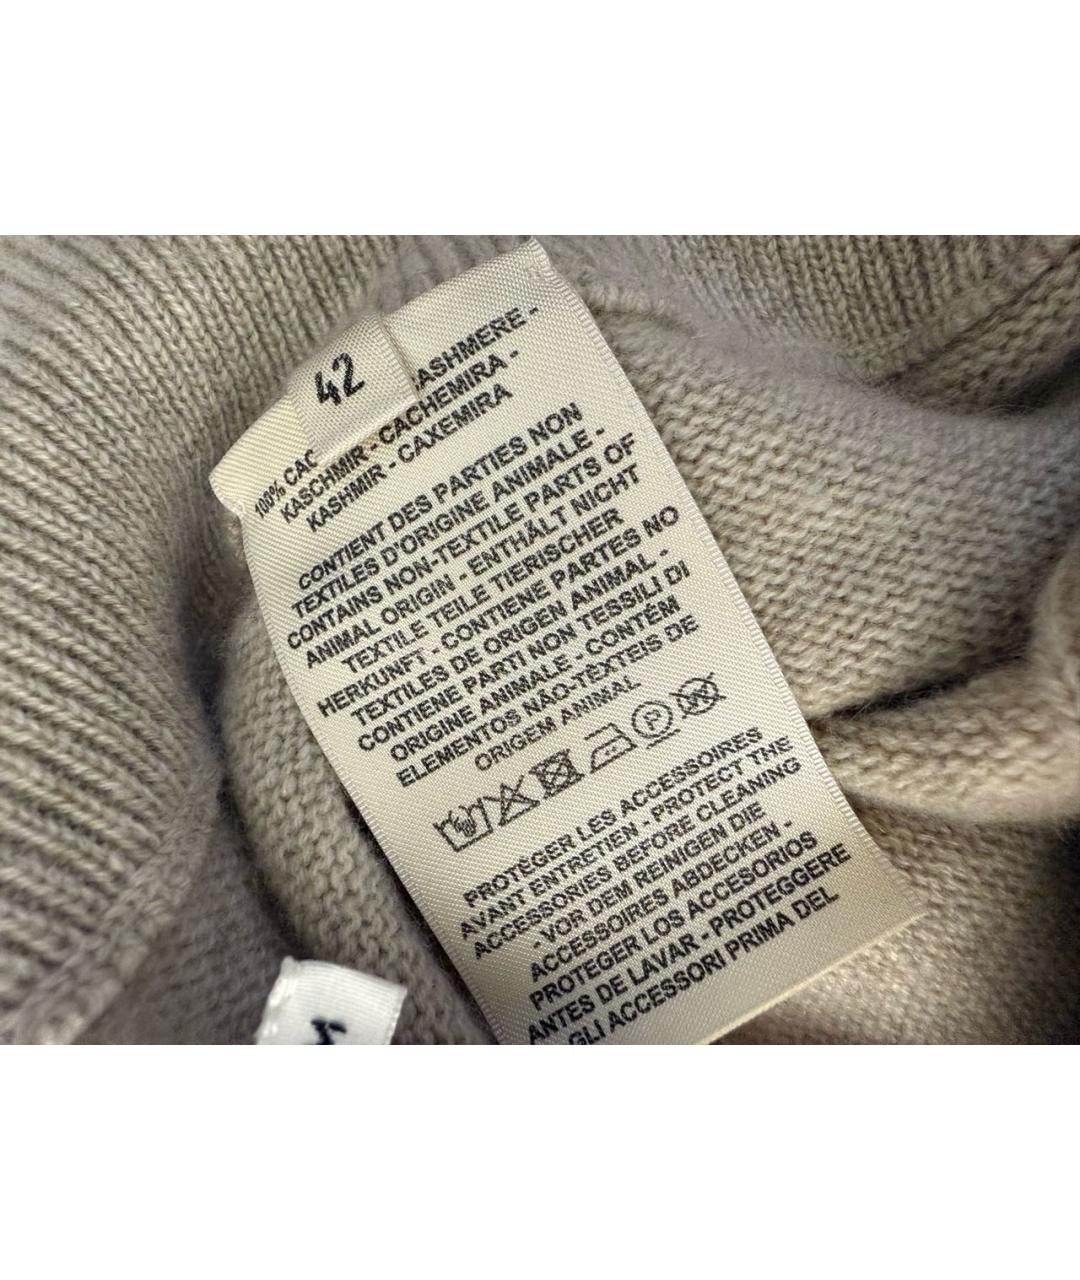 42
100% CAC ASHMERE -
KASCHMIR - CACHEMIRA -
KASHMIR - CAXEMIRA
CONTIENT DES PARTIES NON
TEXTILES D'ORIGINE ANIMALE -
CONTAINS NON-TEXTILE PARTS OF
ANIMAL ORIGIN - ENTHÄLT NICHT
TEXTILE TEILE TIERISCHER
HERKUNFT - CONTIENE PARTES NO
TEXTILES DE ORIGEN ANIMAL -
CONTIENE PARTI NON TESSILI DI
ORIGINE ANIMALE - CONTÉM
ELEMENTOS NÃO-TÊXTEIS DE
ORIGEM ANIMAL
P
PROTÉGER LES ACCESSOIRES
AVANT ENTRETIEN - PROTECT THE
ACCESSORIES BEFORE CLEANING
- VOR DEM REINIGEN DIE
ACCESSOIRES ABDECKEN -
PROTEGER LOS ACCESORIOS
ANTES DE LAVAR - PROTEGGERE
GLI ACCESSORI PRIMA DEL